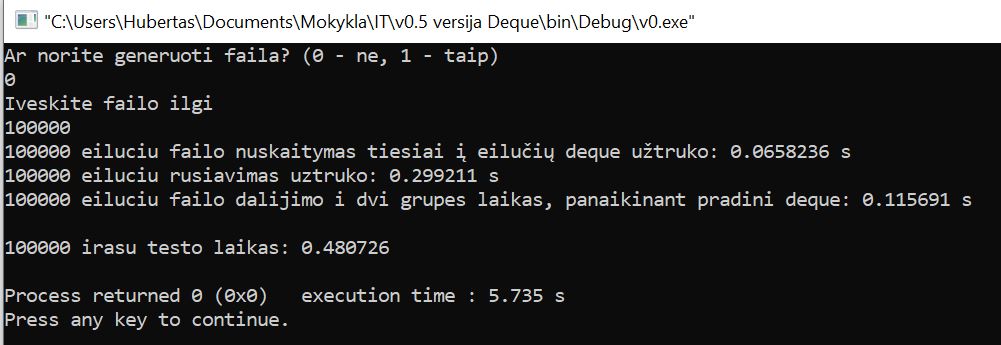 "C:\Users\Hubertas\Documents\Mokykla\IT\v0.5 versija Deque\bin\Debug\v0.exe"
Ar norite generuoti faila? (0 - ne, 1 - taip)
0
Iveskite failo ilgi
100000
100000 eiluciu failo nuskaitymas tiesiai į eilučių deque užtruko: 0.0658236 s
100000 eiluciu rusiavimas uztruko: 0.299211 s
100000 eiluciu failo dalijimo i dvi grupes laikas, panaikinant pradini deque: 0.115691 s
100000 irasu testo laikas: 0.480726
Process returned 0 (0x0)   execution time : 5.735 s
Press any key to continue.